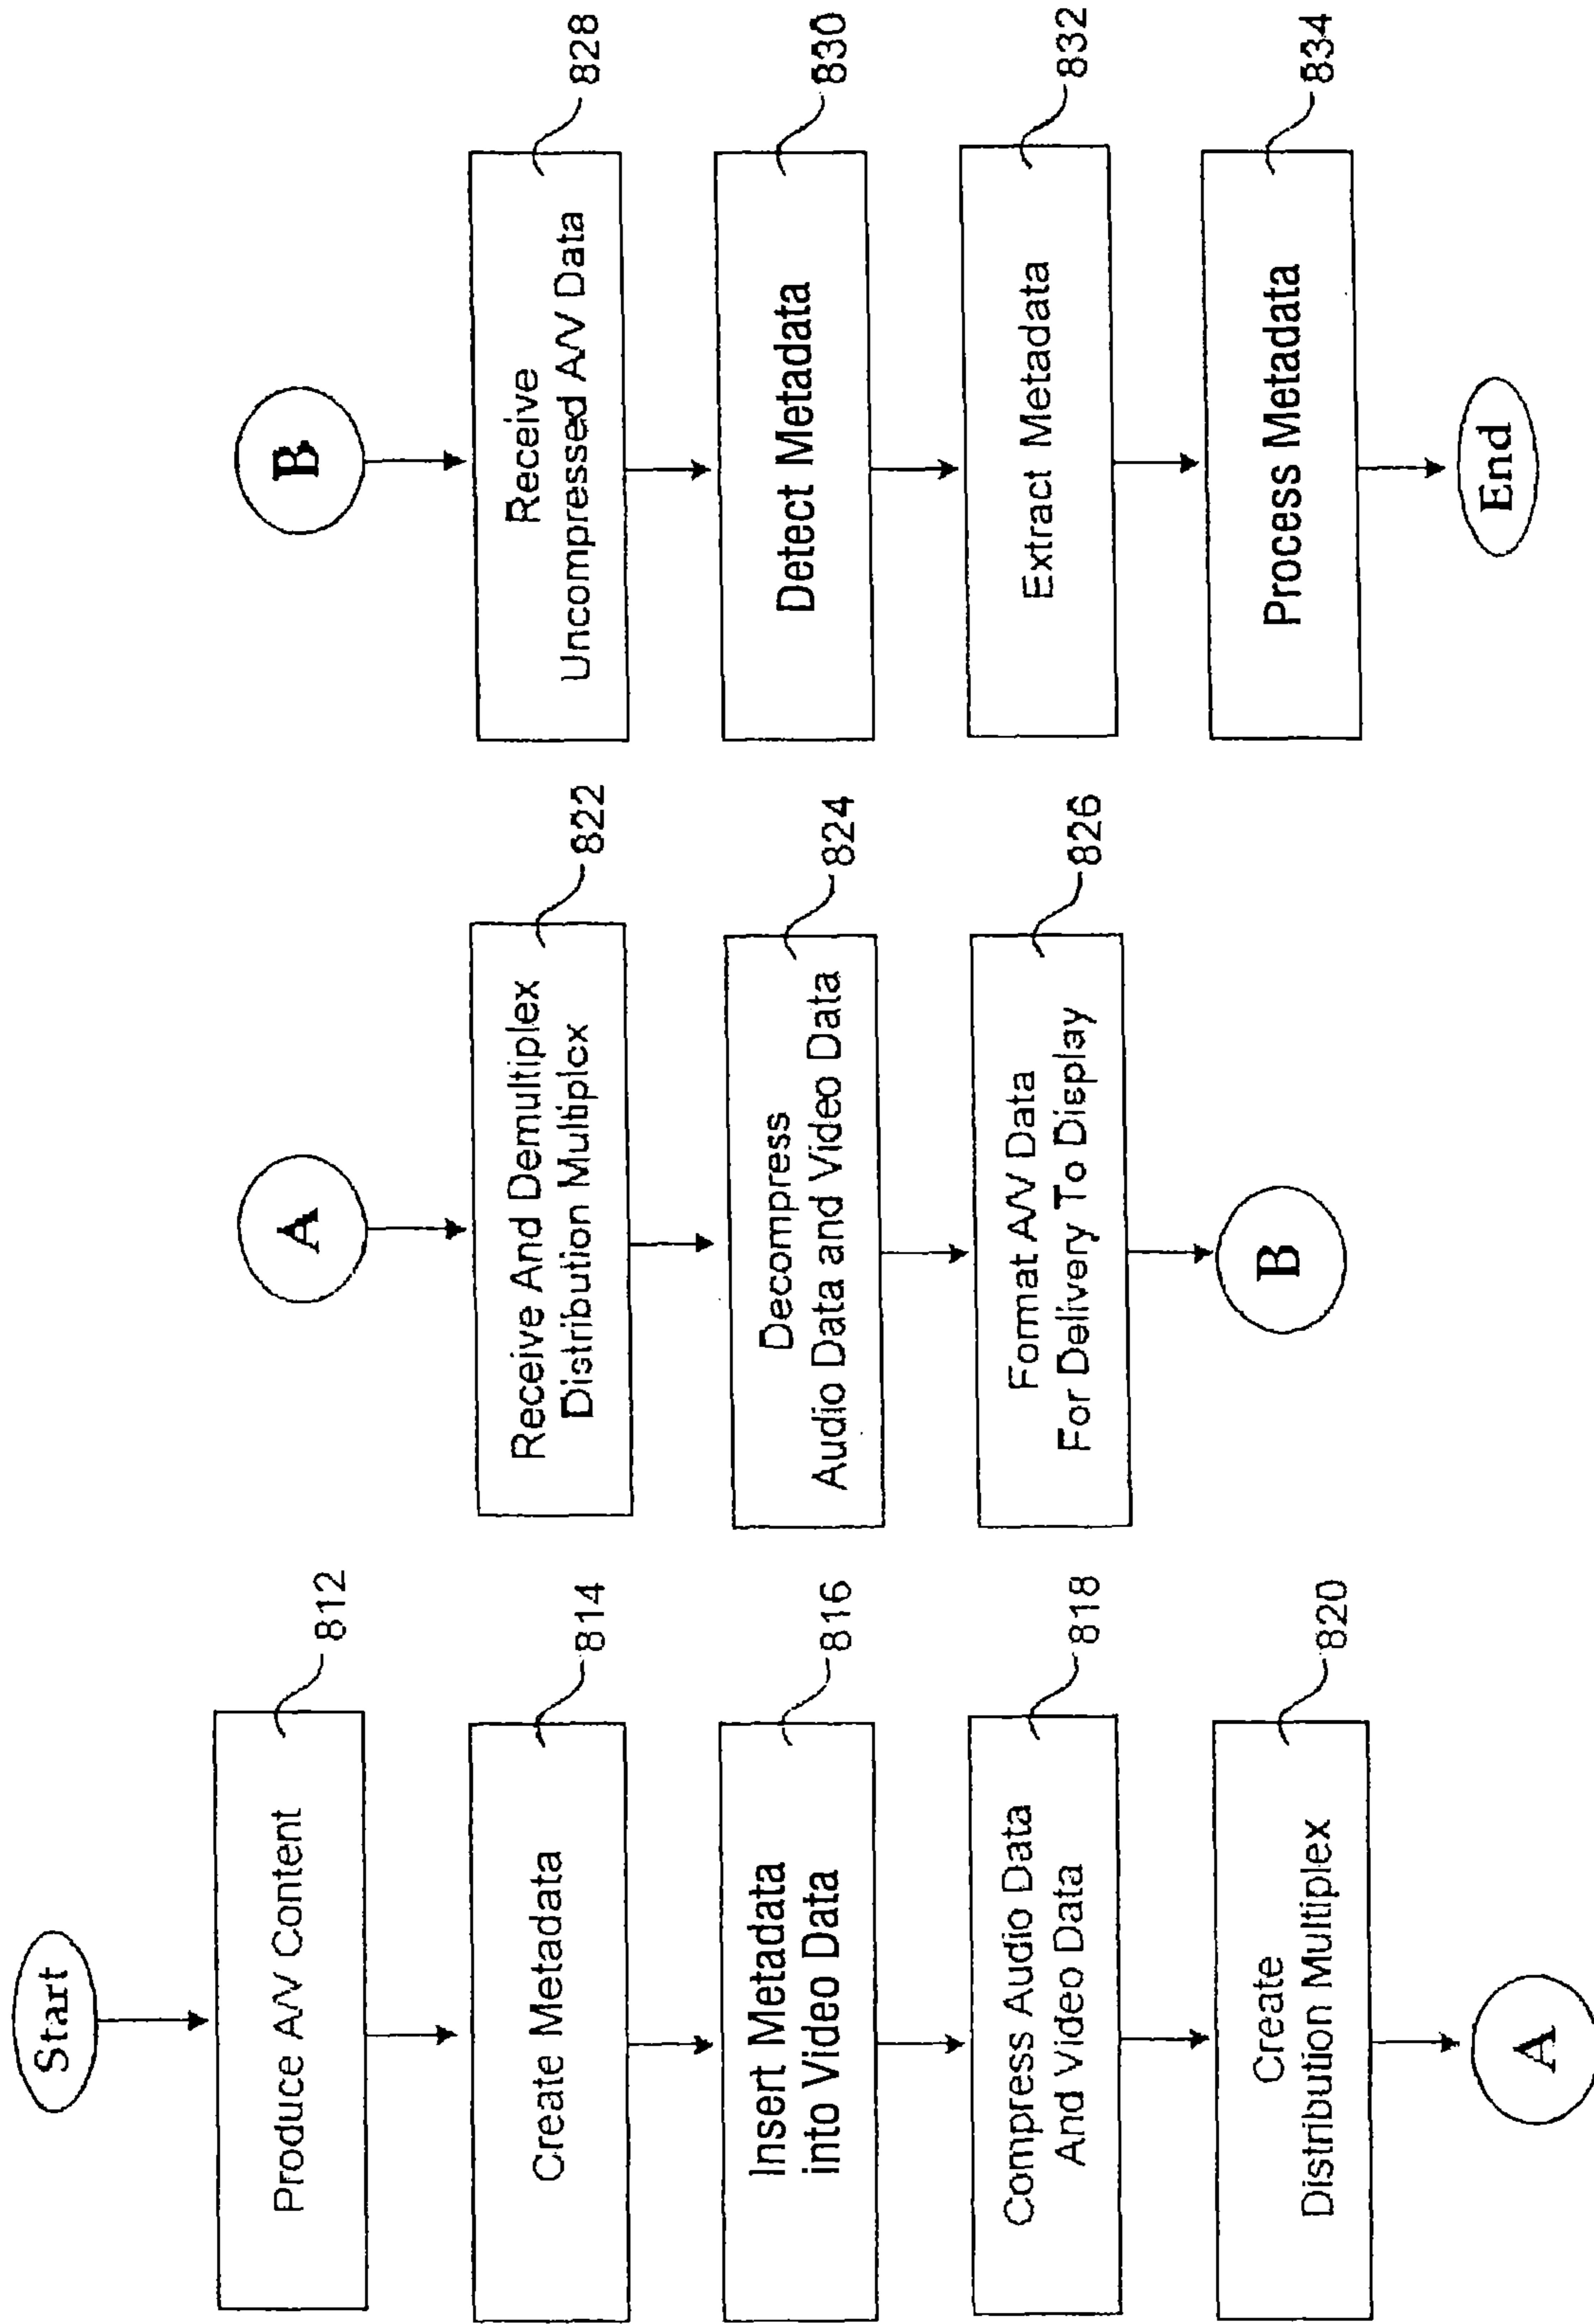 Start
Produce A/V Content
812
Create Metadata
814
Insert Metadata
into Video Data
816
Compress Audio Data
And Video Data
818
Create
Distribution Multiplex
820
A
A
Receive And Demultiplex
Distribution Multiplex
822
Decompress
Audio Data and Video Data
824
Format A/V Data
For Delivery To Display
826
B
B
Receive
Uncompressed A/V Data
828
Detect Metadata
830
Extract Metadata
832
Process Metadata
834
End